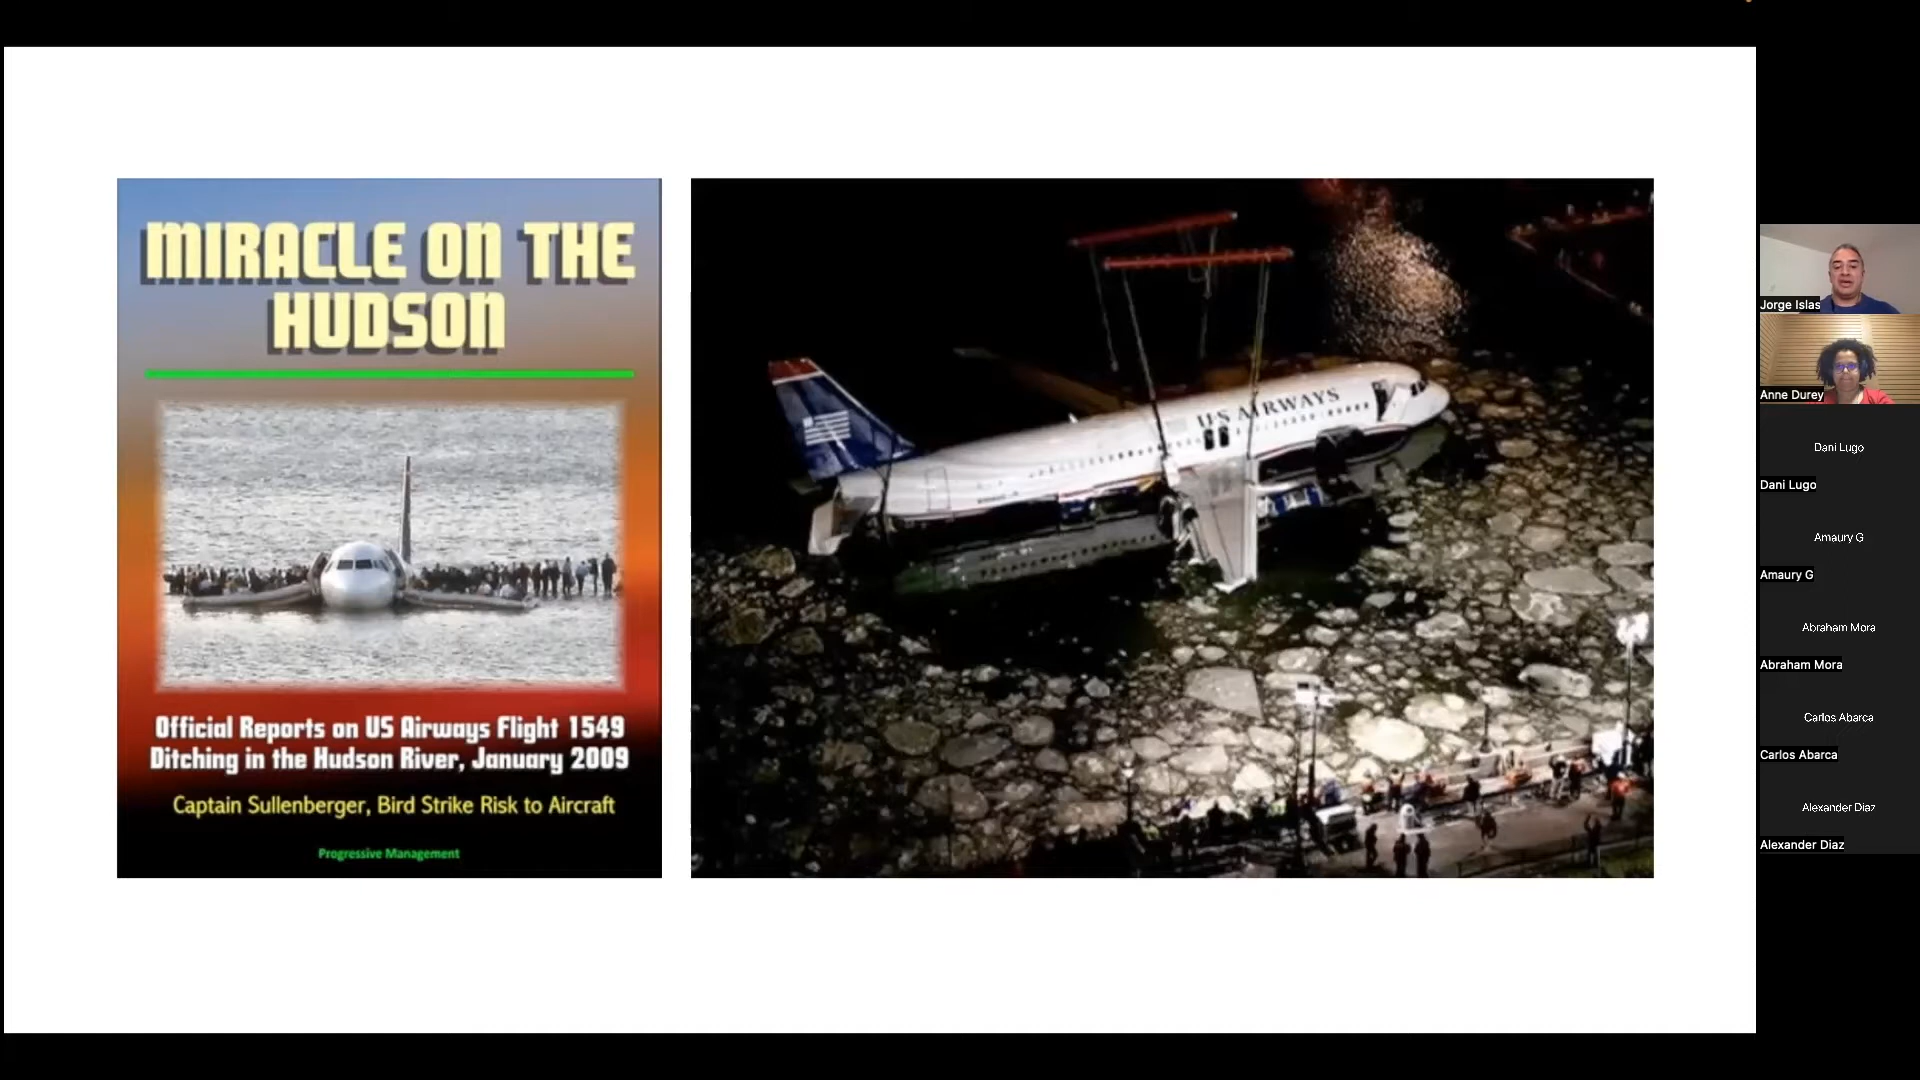 MIRACLE ON THE
HUDSON
Official Reports on US Airways Flight 1549
Ditching in the Hudson River, January 2009
Captain Sullenberger, Bird Strike Risk to Aircraft
Progressive Management
US AIRWAYS
Jorge Islas
Anne Durey
Dani Lugo
Dani Lugo
Amaury G
Amaury G
Abraham Mora
Abraham Mora
Carlos Abarca
Carlos Abarca
Alexander Diaz
Alexander Diaz